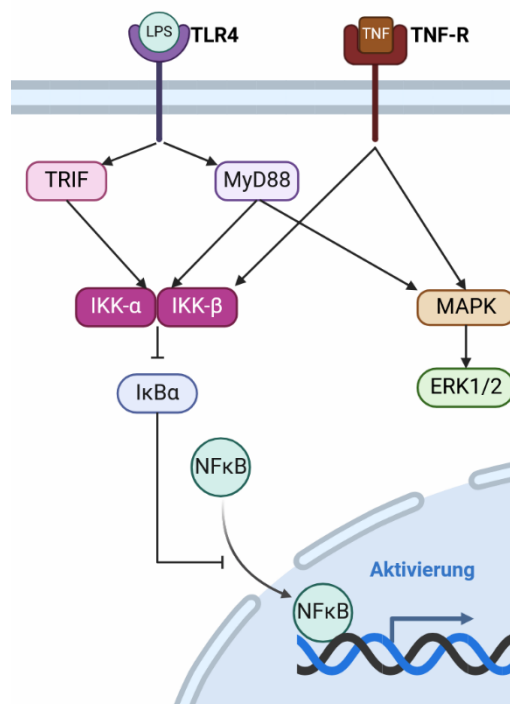 LPS
TLR4
TNF
TNF-R
TRIF
MyD88
IKK-α
IKK-β
MAPK
IκBα
ERK1/2
NFκB
Aktivierung
NFκB